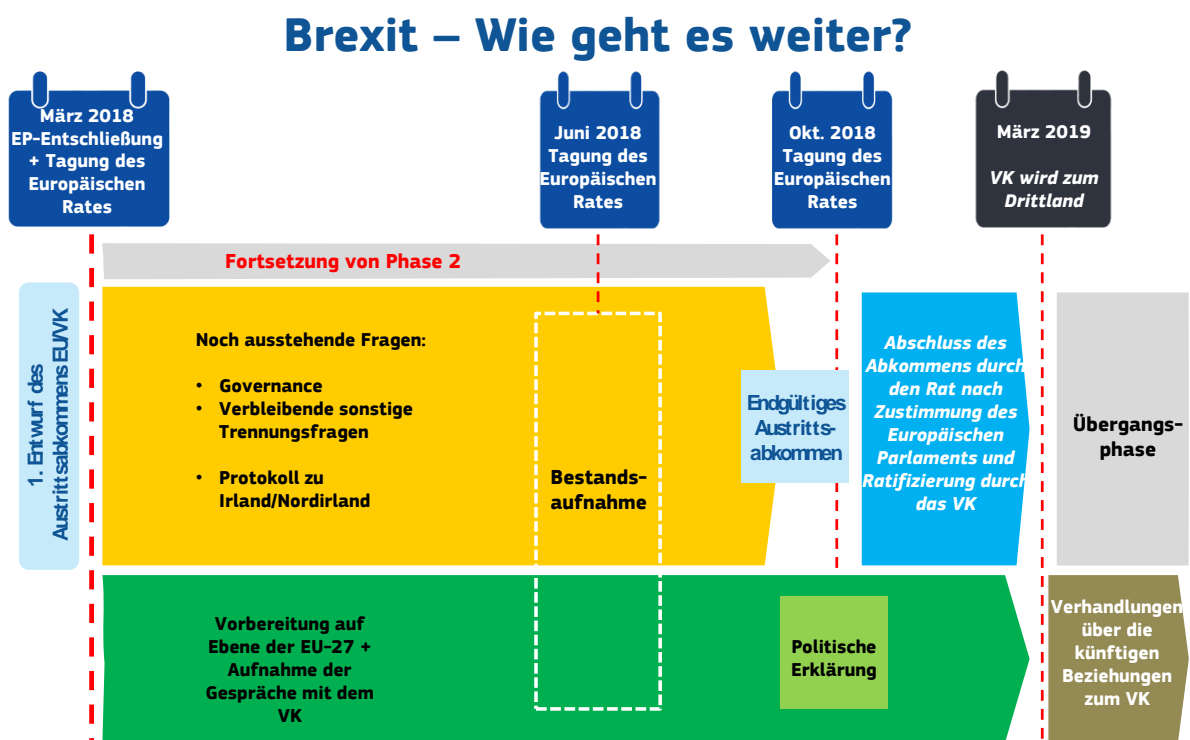 Brexit – Wie geht es weiter?
März 2018
EP-Entschließung
+ Tagung des
Europäischen
Rates
Juni 2018
Tagung des
Europäischen
Rates
Okt. 2018
Tagung des
Europäischen
Rates
März 2019
VK wird zum
Drittland
Fortsetzung von Phase 2
1. Entwurf des
Austrittsabkommens EU/VK
Noch ausstehende Fragen:
• Governance
• Verbleibende sonstige
Trennungsfragen
• Protokoll zu
Irland/Nordirland
Bestands-
aufnahme
Endgültiges
Austritts-
abkommen
Abschluss des
Abkommens durch
den Rat nach
Zustimmung des
Europäischen
Parlaments und
Ratifizierung durch
das VK
Übergangs-
phase
Vorbereitung auf
Ebene der EU-27 +
Aufnahme der
Gespräche mit dem
VK
Politische
Erklärung
Verhandlungen
über die
künftigen
Beziehungen
zum VK